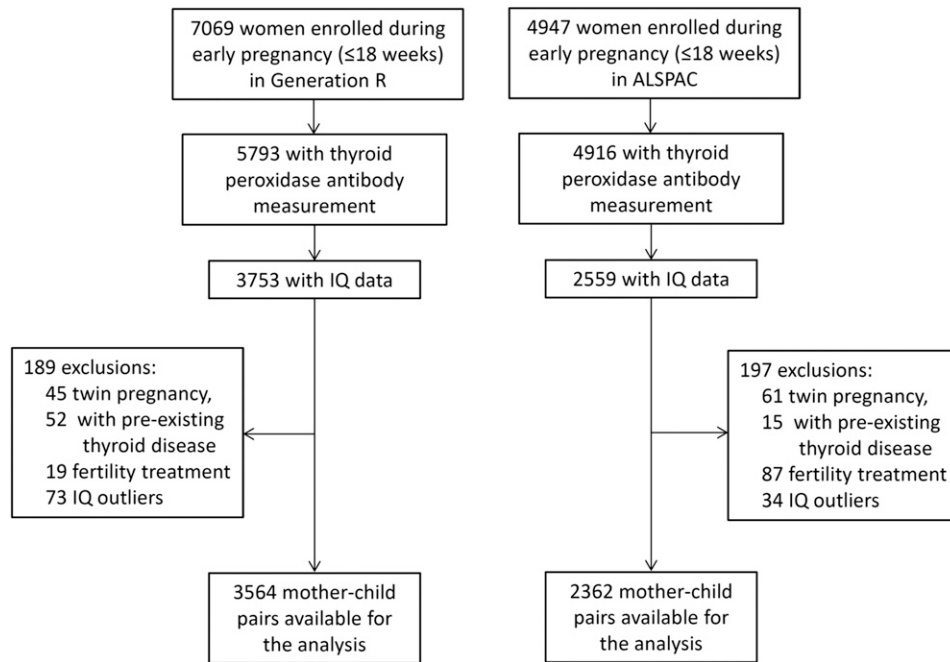 7069 women enrolled during
early pregnancy (≤18 weeks)
in Generation R
5793 with thyroid
peroxidase antibody
measurement
3753 with IQ data
189 exclusions:
45 twin pregnancy,
52 with pre-existing
thyroid disease
19 fertility treatment
73 IQ outliers
3564 mother-child
pairs available for
the analysis
4947 women enrolled during
early pregnancy (≤18 weeks)
in ALSPAC
4916 with thyroid
peroxidase antibody
measurement
2559 with IQ data
197 exclusions:
61 twin pregnancy,
15 with pre-existing
thyroid disease
87 fertility treatment
34 IQ outliers
2362 mother-child
pairs available for
the analysis